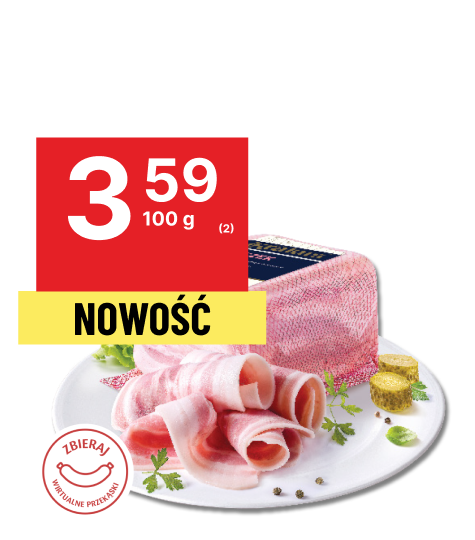 3 59
100 g (2)
NOWOŚĆ
ZBIERAJ
WIRTUALNE PRZEKĄSKI